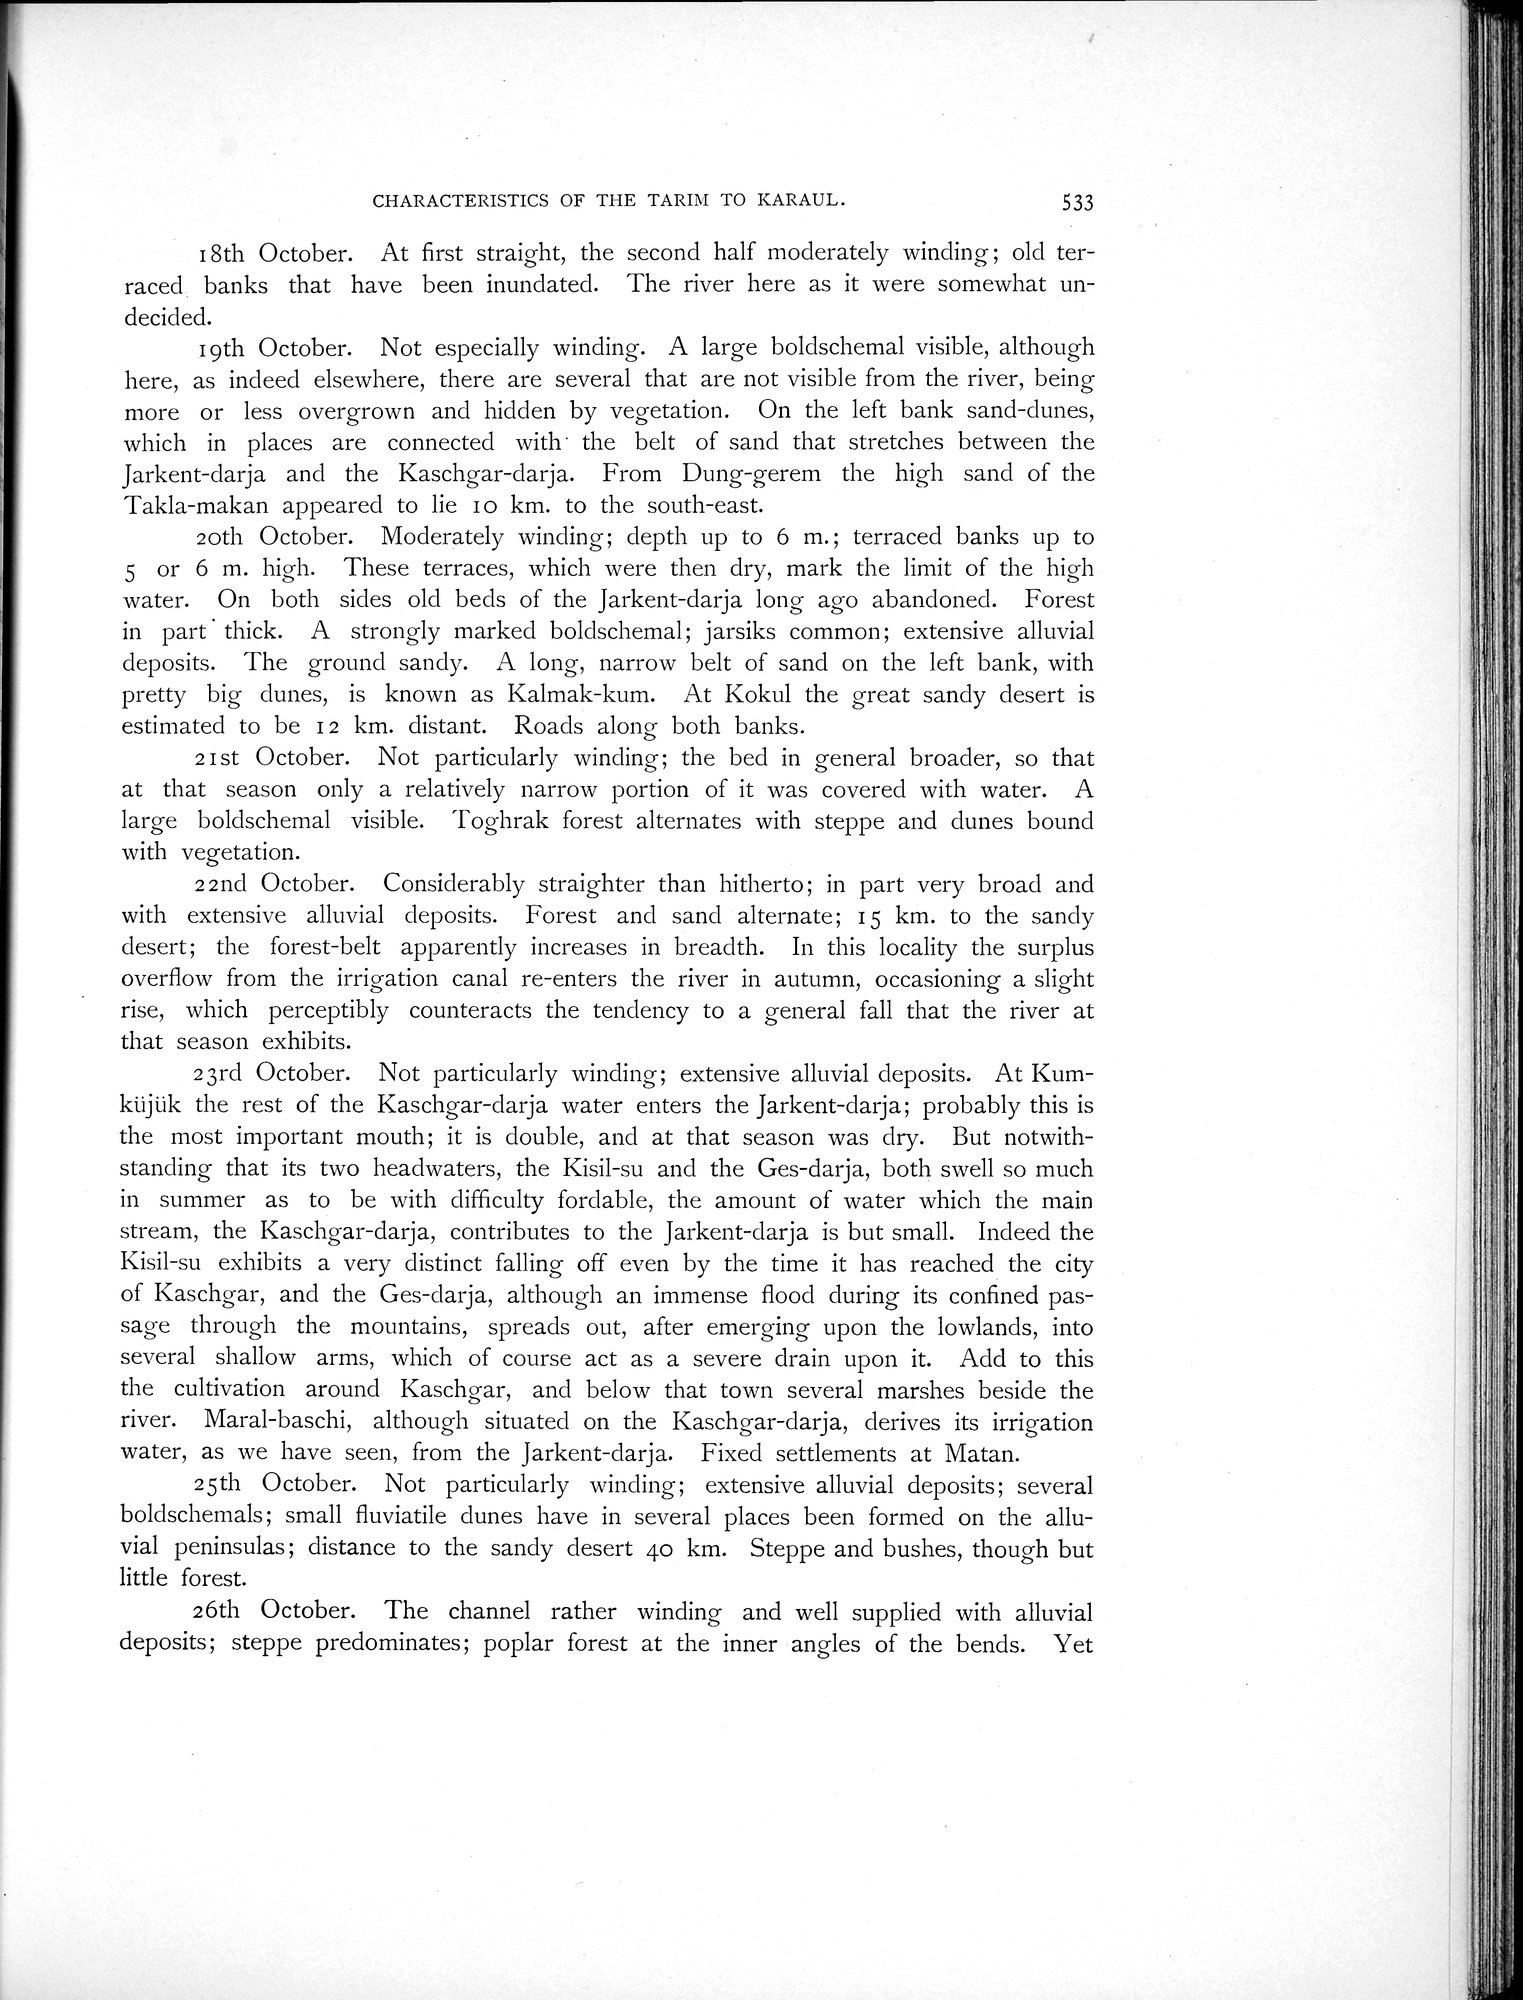 CHARACTERISTICS OF THE TARIM TO KARAUL. 533
18th October. At first straight, the second half moderately winding; old ter-
raced banks that have been inundated. The river here as it were somewhat un-
decided.
19th October. Not especially winding. A large boldschemal visible, although
here, as indeed elsewhere, there are several that are not visible from the river, being
more or less overgrown and hidden by vegetation. On the left bank sand-dunes,
which in places are connected with the belt of sand that stretches between the
Jarkent-darja and the Kaschgar-darja. From Dung-gerem the high sand of the
Takla-makan appeared to lie 10 km. to the south-east.
20th October. Moderately winding; depth up to 6 m.; terraced banks up to
5 or 6 m. high. These terraces, which were then dry, mark the limit of the high
water. On both sides old beds of the Jarkent-darja long ago abandoned. Forest
in part thick. A strongly marked boldschemal; jarsiks common; extensive alluvial
deposits. The ground sandy. A long, narrow belt of sand on the left bank, with
pretty big dunes, is known as Kalmak-kum. At Kokul the great sandy desert is
estimated to be 12 km. distant. Roads along both banks.
21st October. Not particularly winding; the bed in general broader, so that
at that season only a relatively narrow portion of it was covered with water. A
large boldschemal visible. Toghrak forest alternates with steppe and dunes bound
with vegetation.
22nd October. Considerably straighter than hitherto; in part very broad and
with extensive alluvial deposits. Forest and sand alternate; 15 km. to the sandy
desert; the forest-belt apparently increases in breadth. In this locality the surplus
overflow from the irrigation canal re-enters the river in autumn, occasioning a slight
rise, which perceptibly counteracts the tendency to a general fall that the river at
that season exhibits.
23rd October. Not particularly winding; extensive alluvial deposits. At Kum-
küjük the rest of the Kaschgar-darja water enters the Jarkent-darja; probably this is
the most important mouth; it is double, and at that season was dry. But notwith-
standing that its two headwaters, the Kisil-su and the Ges-darja, both swell so much
in summer as to be with difficulty fordable, the amount of water which the main
stream, the Kaschgar-darja, contributes to the Jarkent-darja is but small. Indeed the
Kisil-su exhibits a very distinct falling off even by the time it has reached the city
of Kaschgar, and the Ges-darja, although an immense flood during its confined pas-
sage through the mountains, spreads out, after emerging upon the lowlands, into
several shallow arms, which of course act as a severe drain upon it. Add to this
the cultivation around Kaschgar, and below that town several marshes beside the
river. Maral-baschi, although situated on the Kaschgar-darja, derives its irrigation
water, as we have seen, from the Jarkent-darja. Fixed settlements at Matan.
25th October. Not particularly winding; extensive alluvial deposits; several
boldschemals; small fluviatile dunes have in several places been formed on the allu-
vial peninsulas; distance to the sandy desert 40 km. Steppe and bushes, though but
little forest.
26th October. The channel rather winding and well supplied with alluvial
deposits; steppe predominates; poplar forest at the inner angles of the bends. Yet